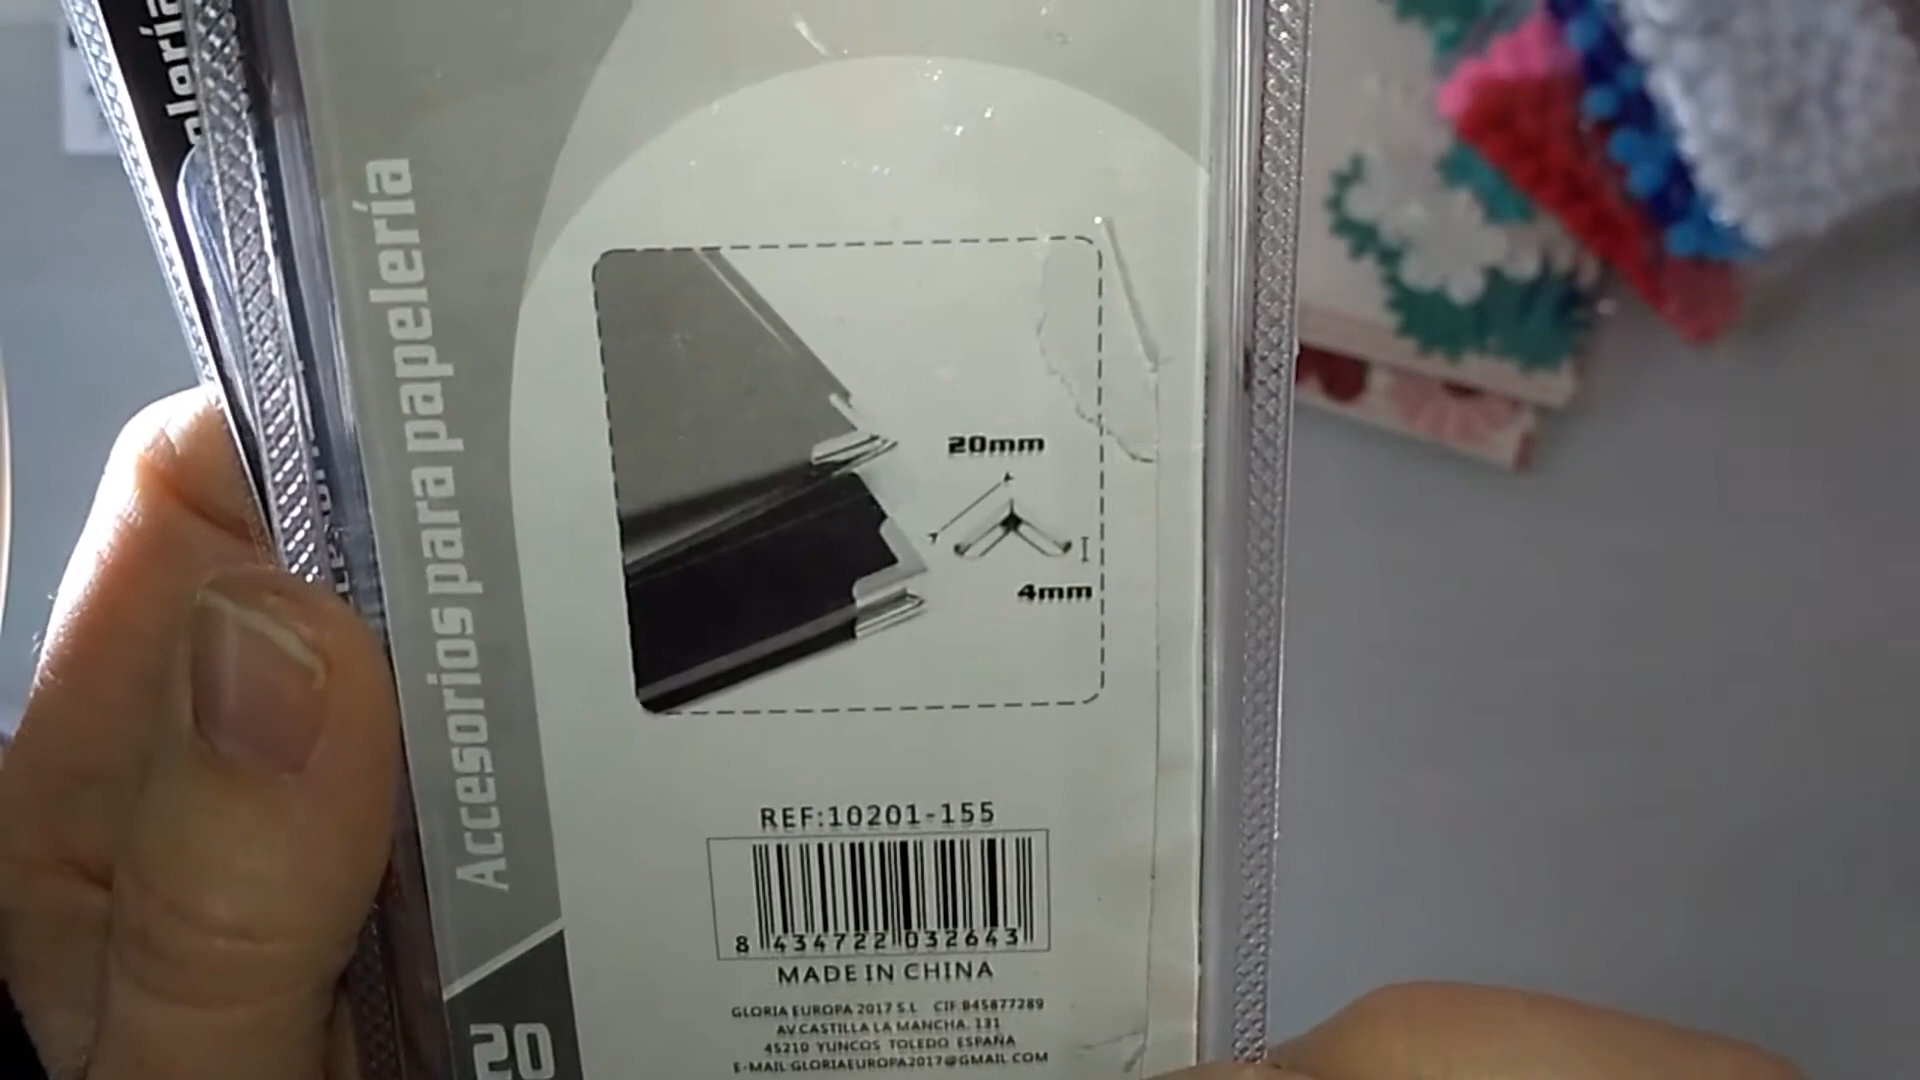 Accesorios para papelería
20mm
4mm
REF:10201-155
8 434722 032643
MADE IN CHINA
GLORIA EUROPA 2017 S.L CIF:B45877289
AV.CASTILLA LA MANCHA. 131
45210 YUNCOS TOLEDO ESPAÑA
E-MAIL:GLORIAEUROPA2017@GMAIL.COM
20